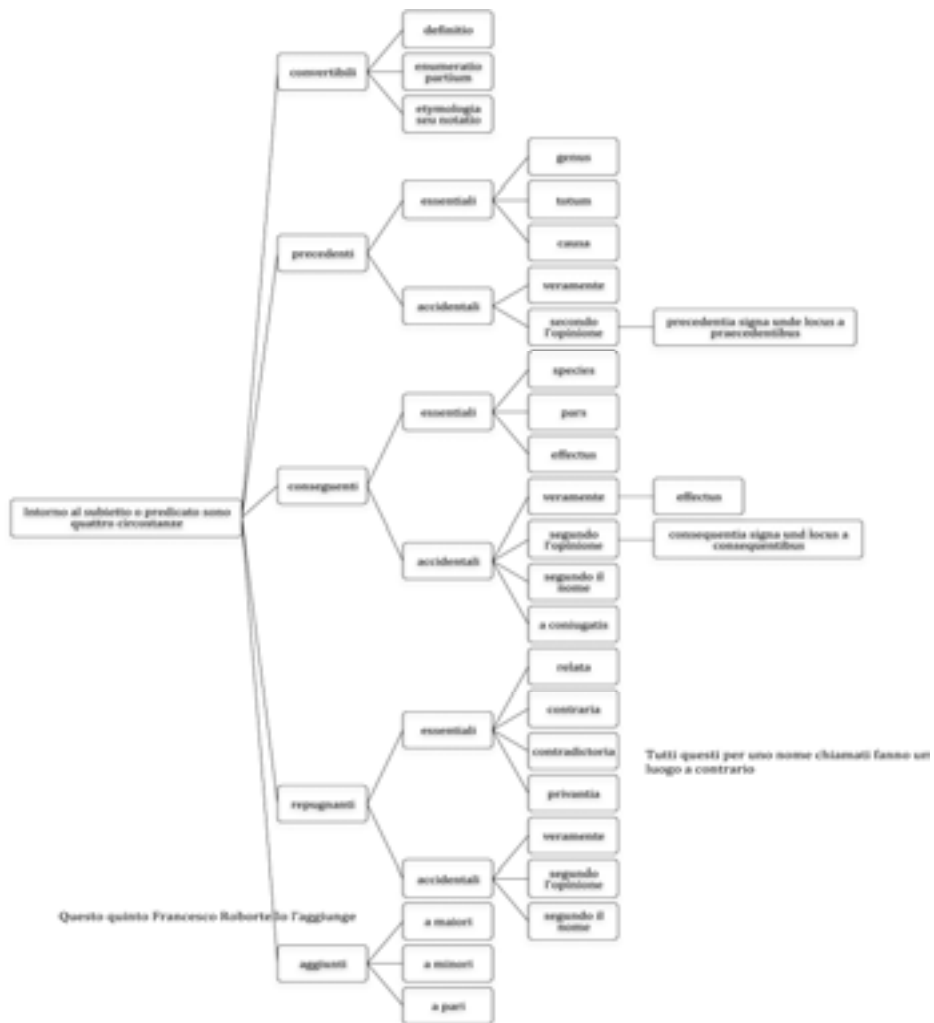 definitio
convertibili
enumeratio
partium
etymologia
seu notatio
genus
essentiali
totum
causa
precedenti
veramente
accidentali
secondo
l'opinione
precedentia signa unde locus a
praecedentibus
species
essentiali
pars
effectus
conseguenti
Intorno al subietto o predicato sono
quattro circostanze
veramente
effectus
segundo
l'opinione
consequentia signa und locus a
consequentibus
accidentali
segundo il
nome
a coniugatis
relata
essentiali
contraria
contradictoria
Tutti questi per uno nome chiamati fanno un
luogo a contrario
privantia
repugnanti
veramente
accidentali
segundo
l'opinione
segundo il
nome
Questo quinto Francesco Robortello l'aggiunge
a maiori
aggiunti
a minori
a pari